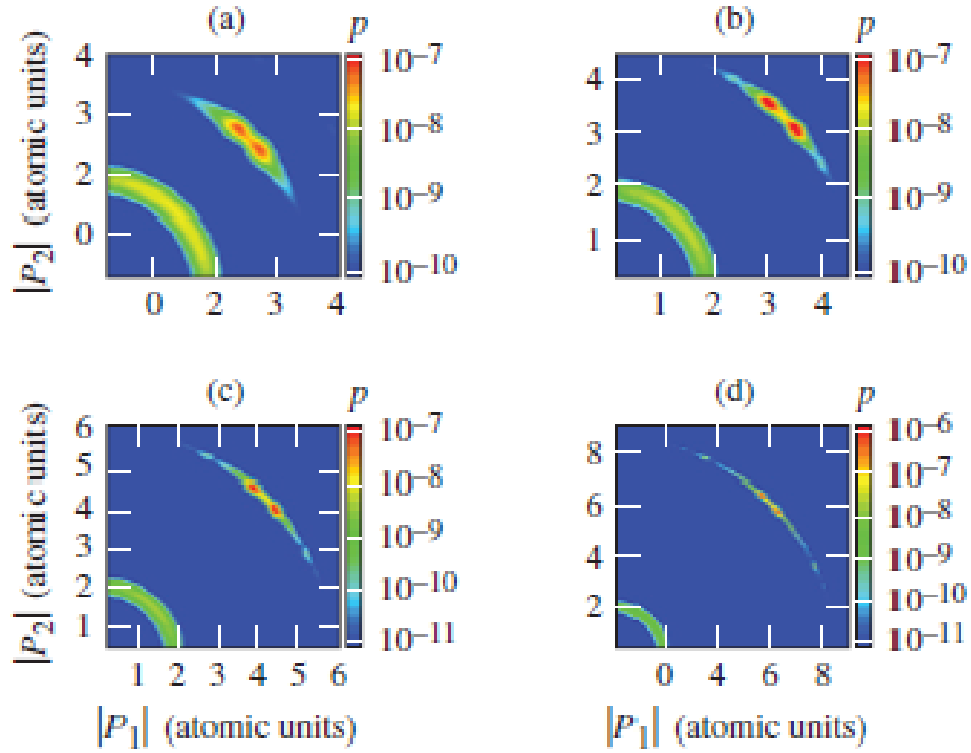 (a) p (b) p
4 10–7 4 10–7
3 10–8 3 10–8
2 10–9 2 10–9
0 10–10 1 10–10
0 2 3 4 1 2 3 4
|P2| (atomic units)
(c) p (d) p
6 10–7 8 10–6
5 10–8 6 10–7
4 10–9 4 10–8
3 10–10 2 10–9
2 10–11 10–10
1 10–11
1 2 3 4 5 6 0 4 6 8
|P2| (atomic units)
|P1| (atomic units) |P1| (atomic units)